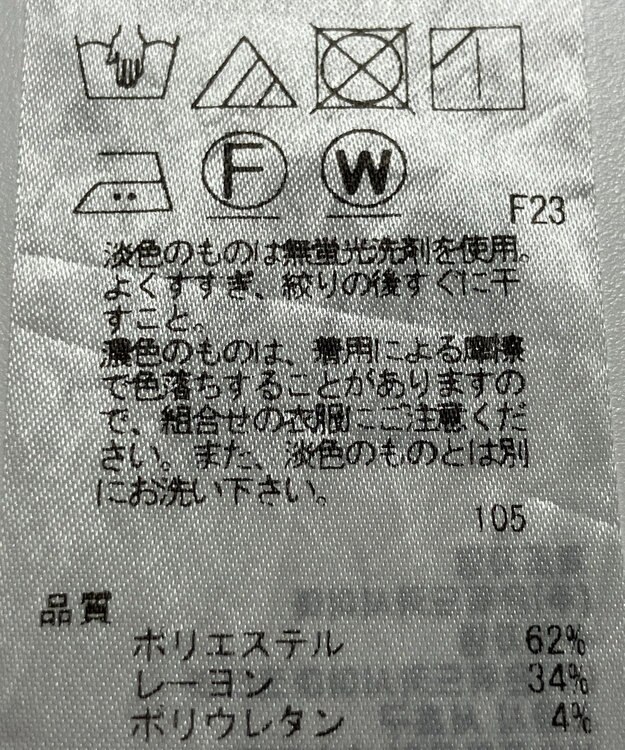 F W
F23
淡色のものは無蛍光洗剤を使用。
よくすすぎ、絞りの後すぐに干
すこと。
濃色のものは、着用による摩擦
で色落ちすることがありますの
で、組合せの衣服にご注意くだ
さい。また、淡色のものとは別
にお洗い下さい。
105
品質
ポリエステル 62%
レーヨン 34%
ポリウレタン 4%